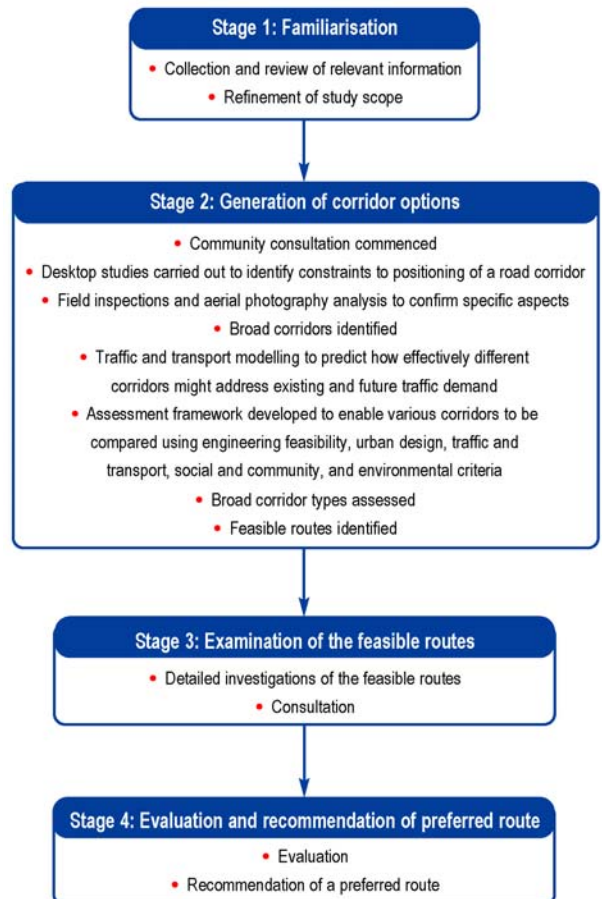 Stage 1: Familiarisation
• Collection and review of relevant information
• Refinement of study scope
Stage 2: Generation of corridor options
• Community consultation commenced
• Desktop studies carried out to identify constraints to positioning of a road corridor
• Field inspections and aerial photography analysis to confirm specific aspects
• Broad corridors identified
• Traffic and transport modelling to predict how effectively different
corridors might address existing and future traffic demand
• Assessment framework developed to enable various corridors to be
compared using engineering feasibility, urban design, traffic and
transport, social and community, and environmental criteria
• Broad corridor types assessed
• Feasible routes identified
Stage 3: Examination of the feasible routes
• Detailed investigations of the feasible routes
• Consultation
Stage 4: Evaluation and recommendation of preferred route
• Evaluation
• Recommendation of a preferred route